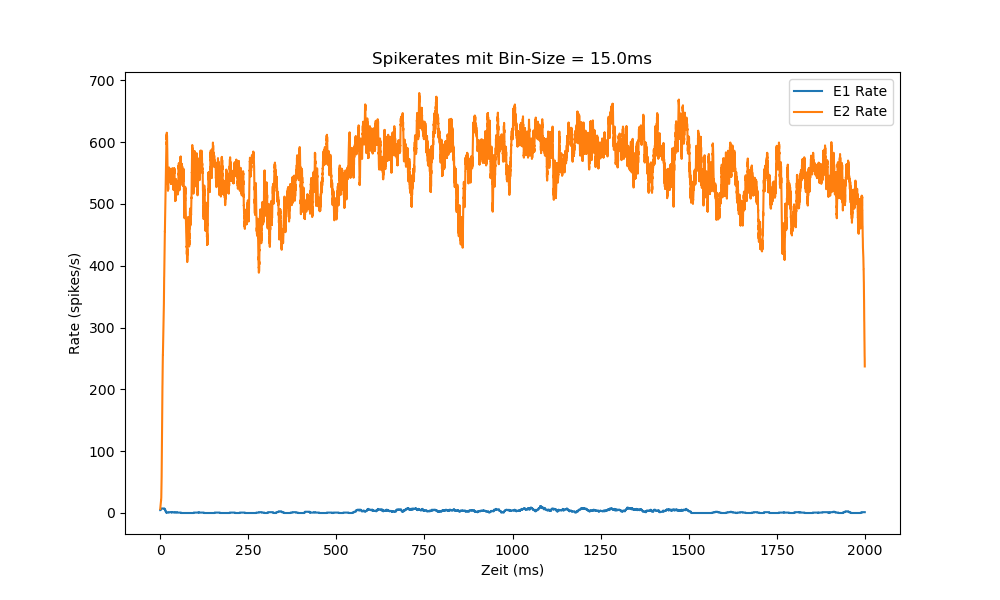 Spikerates mit Bin-Size = 15.0ms
E1 Rate
E2 Rate
700
600
500
400
300
200
100
0
Rate (spikes/s)
0 250 500 750 1000 1250 1500 1750 2000
Zeit (ms)